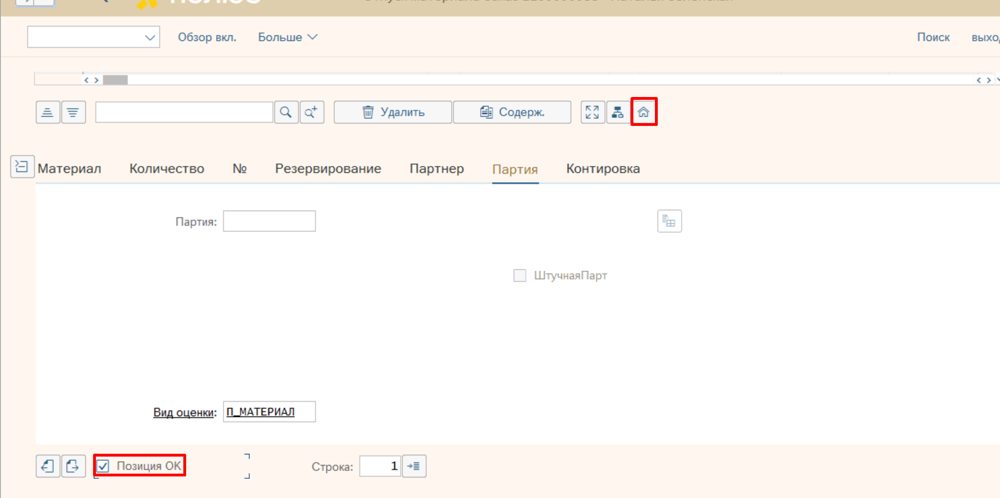 Обзор вкл. Больше Поиск
Удалить Содерж.
Материал Количество № Резервирование Партнер Партия Контировка
Партия:
ШтучнаяПарт
Вид оценки: П_МАТЕРИАЛ
Позиция ОК Строка: 1